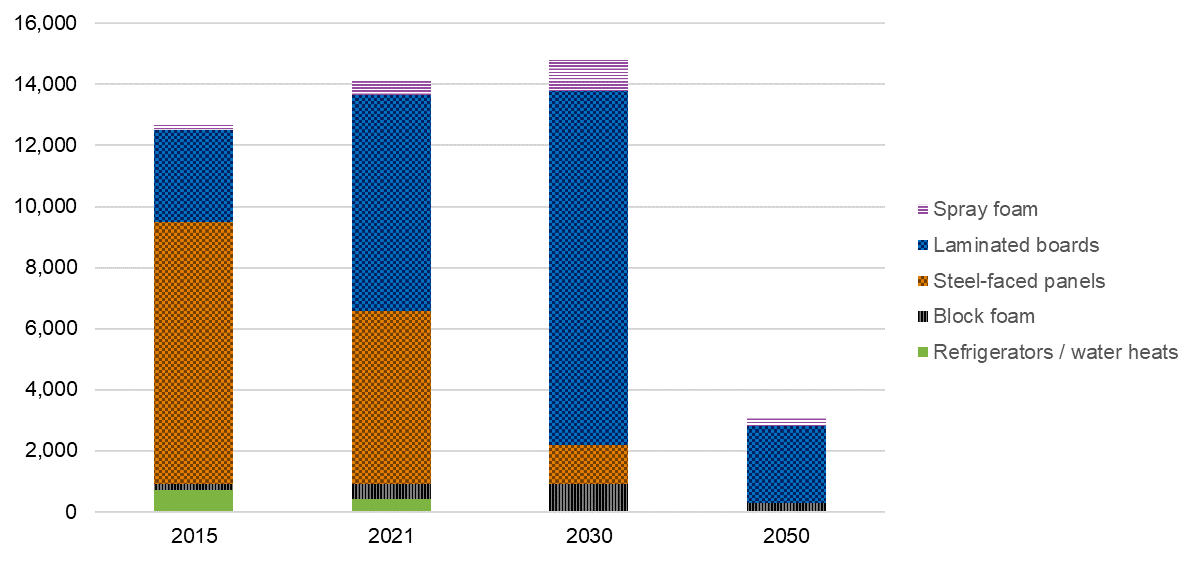 16,000
14,000
12,000
10,000
8,000
6,000
4,000
2,000
0
2015 2021 2030 2050
Spray foam
Laminated boards
Steel-faced panels
Block foam
Refrigerators / water heats